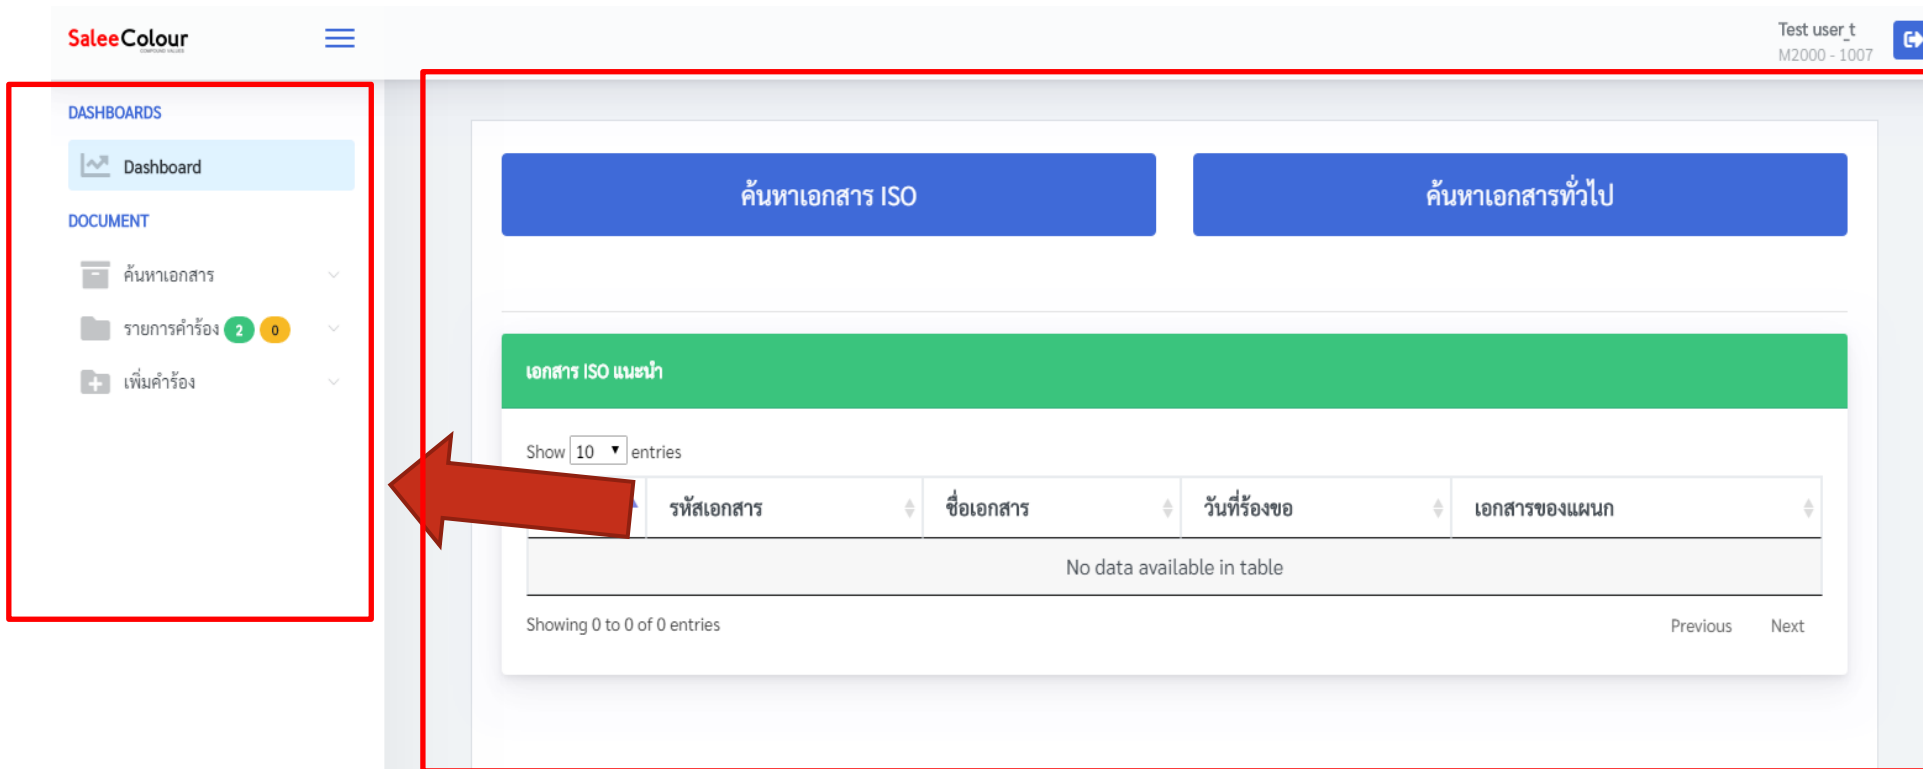 SaleeColour
COMPOUND VALUES
Test user_t
M2000 - 1007
DASHBOARDS
Dashboard
DOCUMENT
ค้นหาเอกสาร
รายการคำร้อง 2 0
เพิ่มคำร้อง
ค้นหาเอกสาร ISO
ค้นหาเอกสารทั่วไป
เอกสาร ISO แนะนำ
Show 10 entries
รหัสเอกสาร ชื่อเอกสาร วันที่ร้องขอ เอกสารของแผนก
No data available in table
Showing 0 to 0 of 0 entries
Previous Next